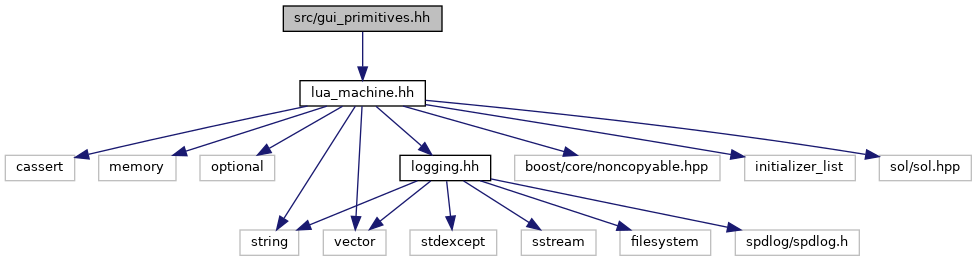 src/gui_primitives.hh
lua_machine.hh
cassert
memory
optional
logging.hh
boost/core/noncopyable.hpp
initializer_list
sol/sol.hpp
string
vector
stdexcept
sstream
filesystem
spdlog/spdlog.h